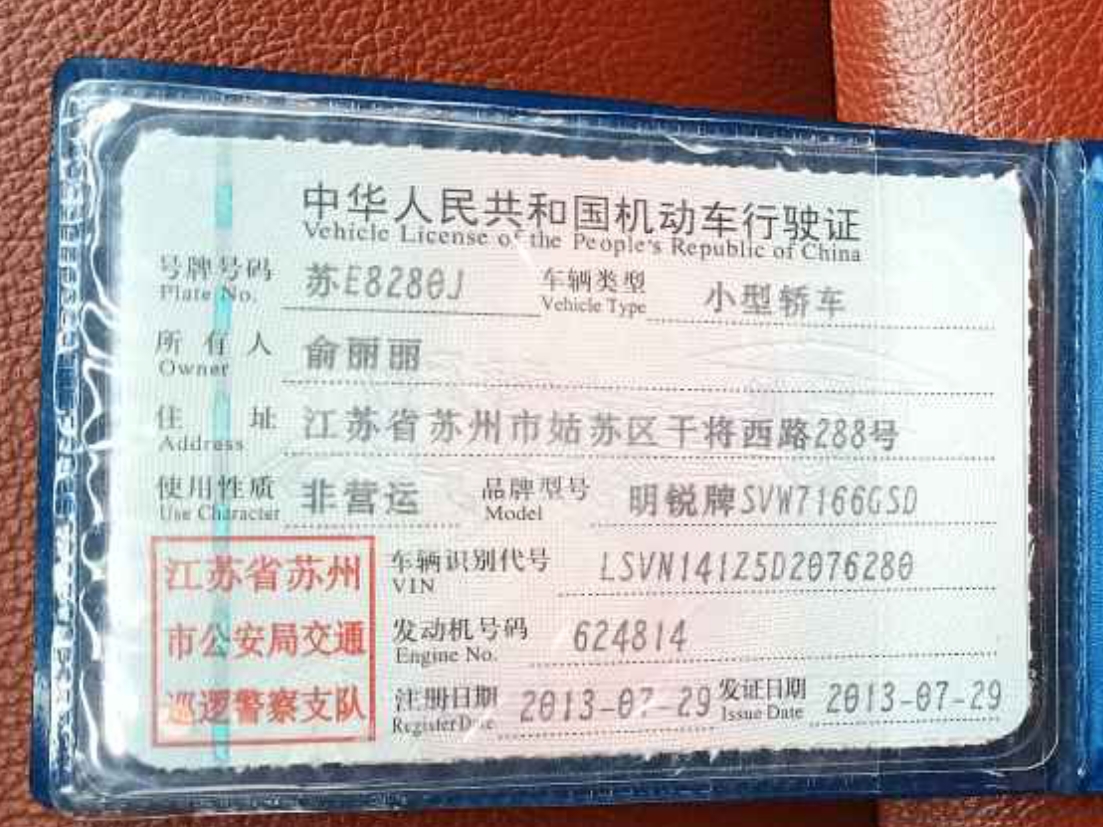 中华人民共和国机动车行驶证
Vehicle License of the People's Republic of China
号牌号码 苏E8280J 车辆类型 小型轿车
Plate No. Vehicle Type
所有人 俞丽丽
Owner
住址 江苏省苏州市姑苏区干将西路288号
Address
使用性质 非营运 品牌型号 明锐牌SVW7166GSD
Use Character Model
江苏省苏州
市公安局交通
巡逻警察支队
车辆识别代号 LSVN141Z5D2076280
VIN
发动机号码 624814
Engine No.
注册日期 2013-07-29 发证日期 2013-07-29
Register Date Issue Date